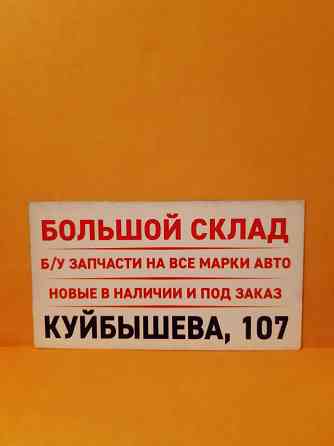 БОЛЬШОЙ СКЛАД
Б/У ЗАПЧАСТИ НА ВСЕ МАРКИ АВТО
НОВЫЕ В НАЛИЧИИ И ПОД ЗАКАЗ
КУЙБЫШЕВА, 107